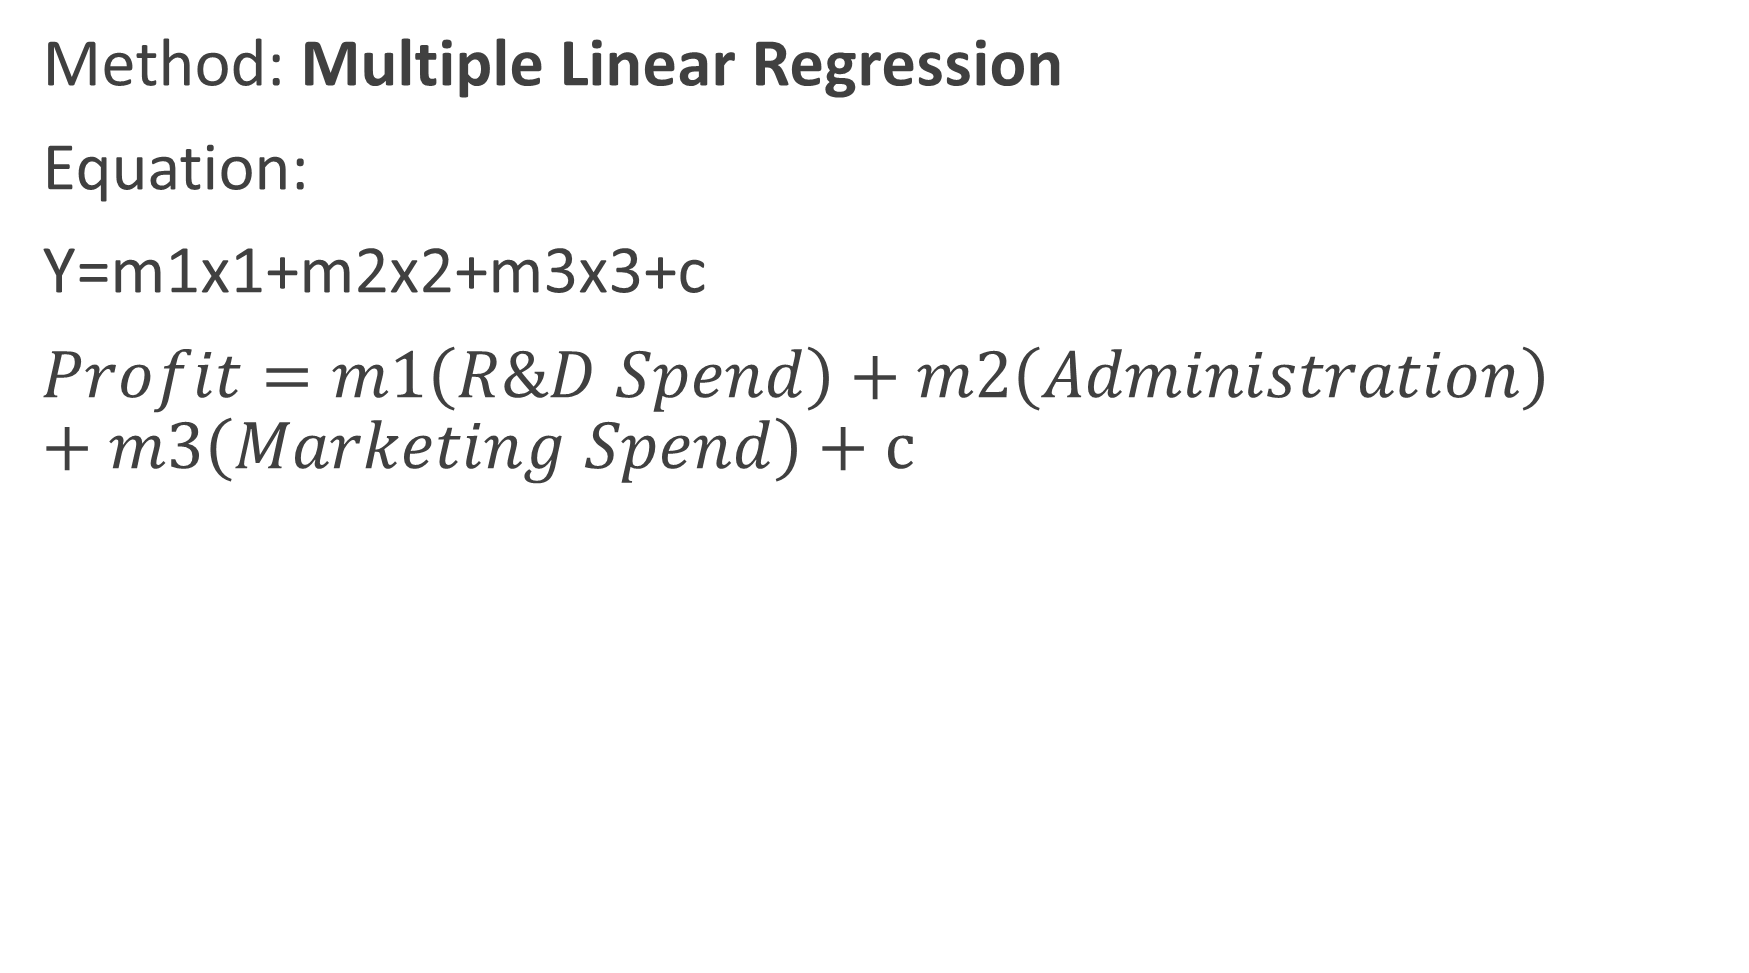 Method: Multiple Linear Regression
Equation:
Y=m1x1+m2x2+m3x3+c
Profit = m1(R&D Spend) + m2(Administration)
+ m3(Marketing Spend) + c